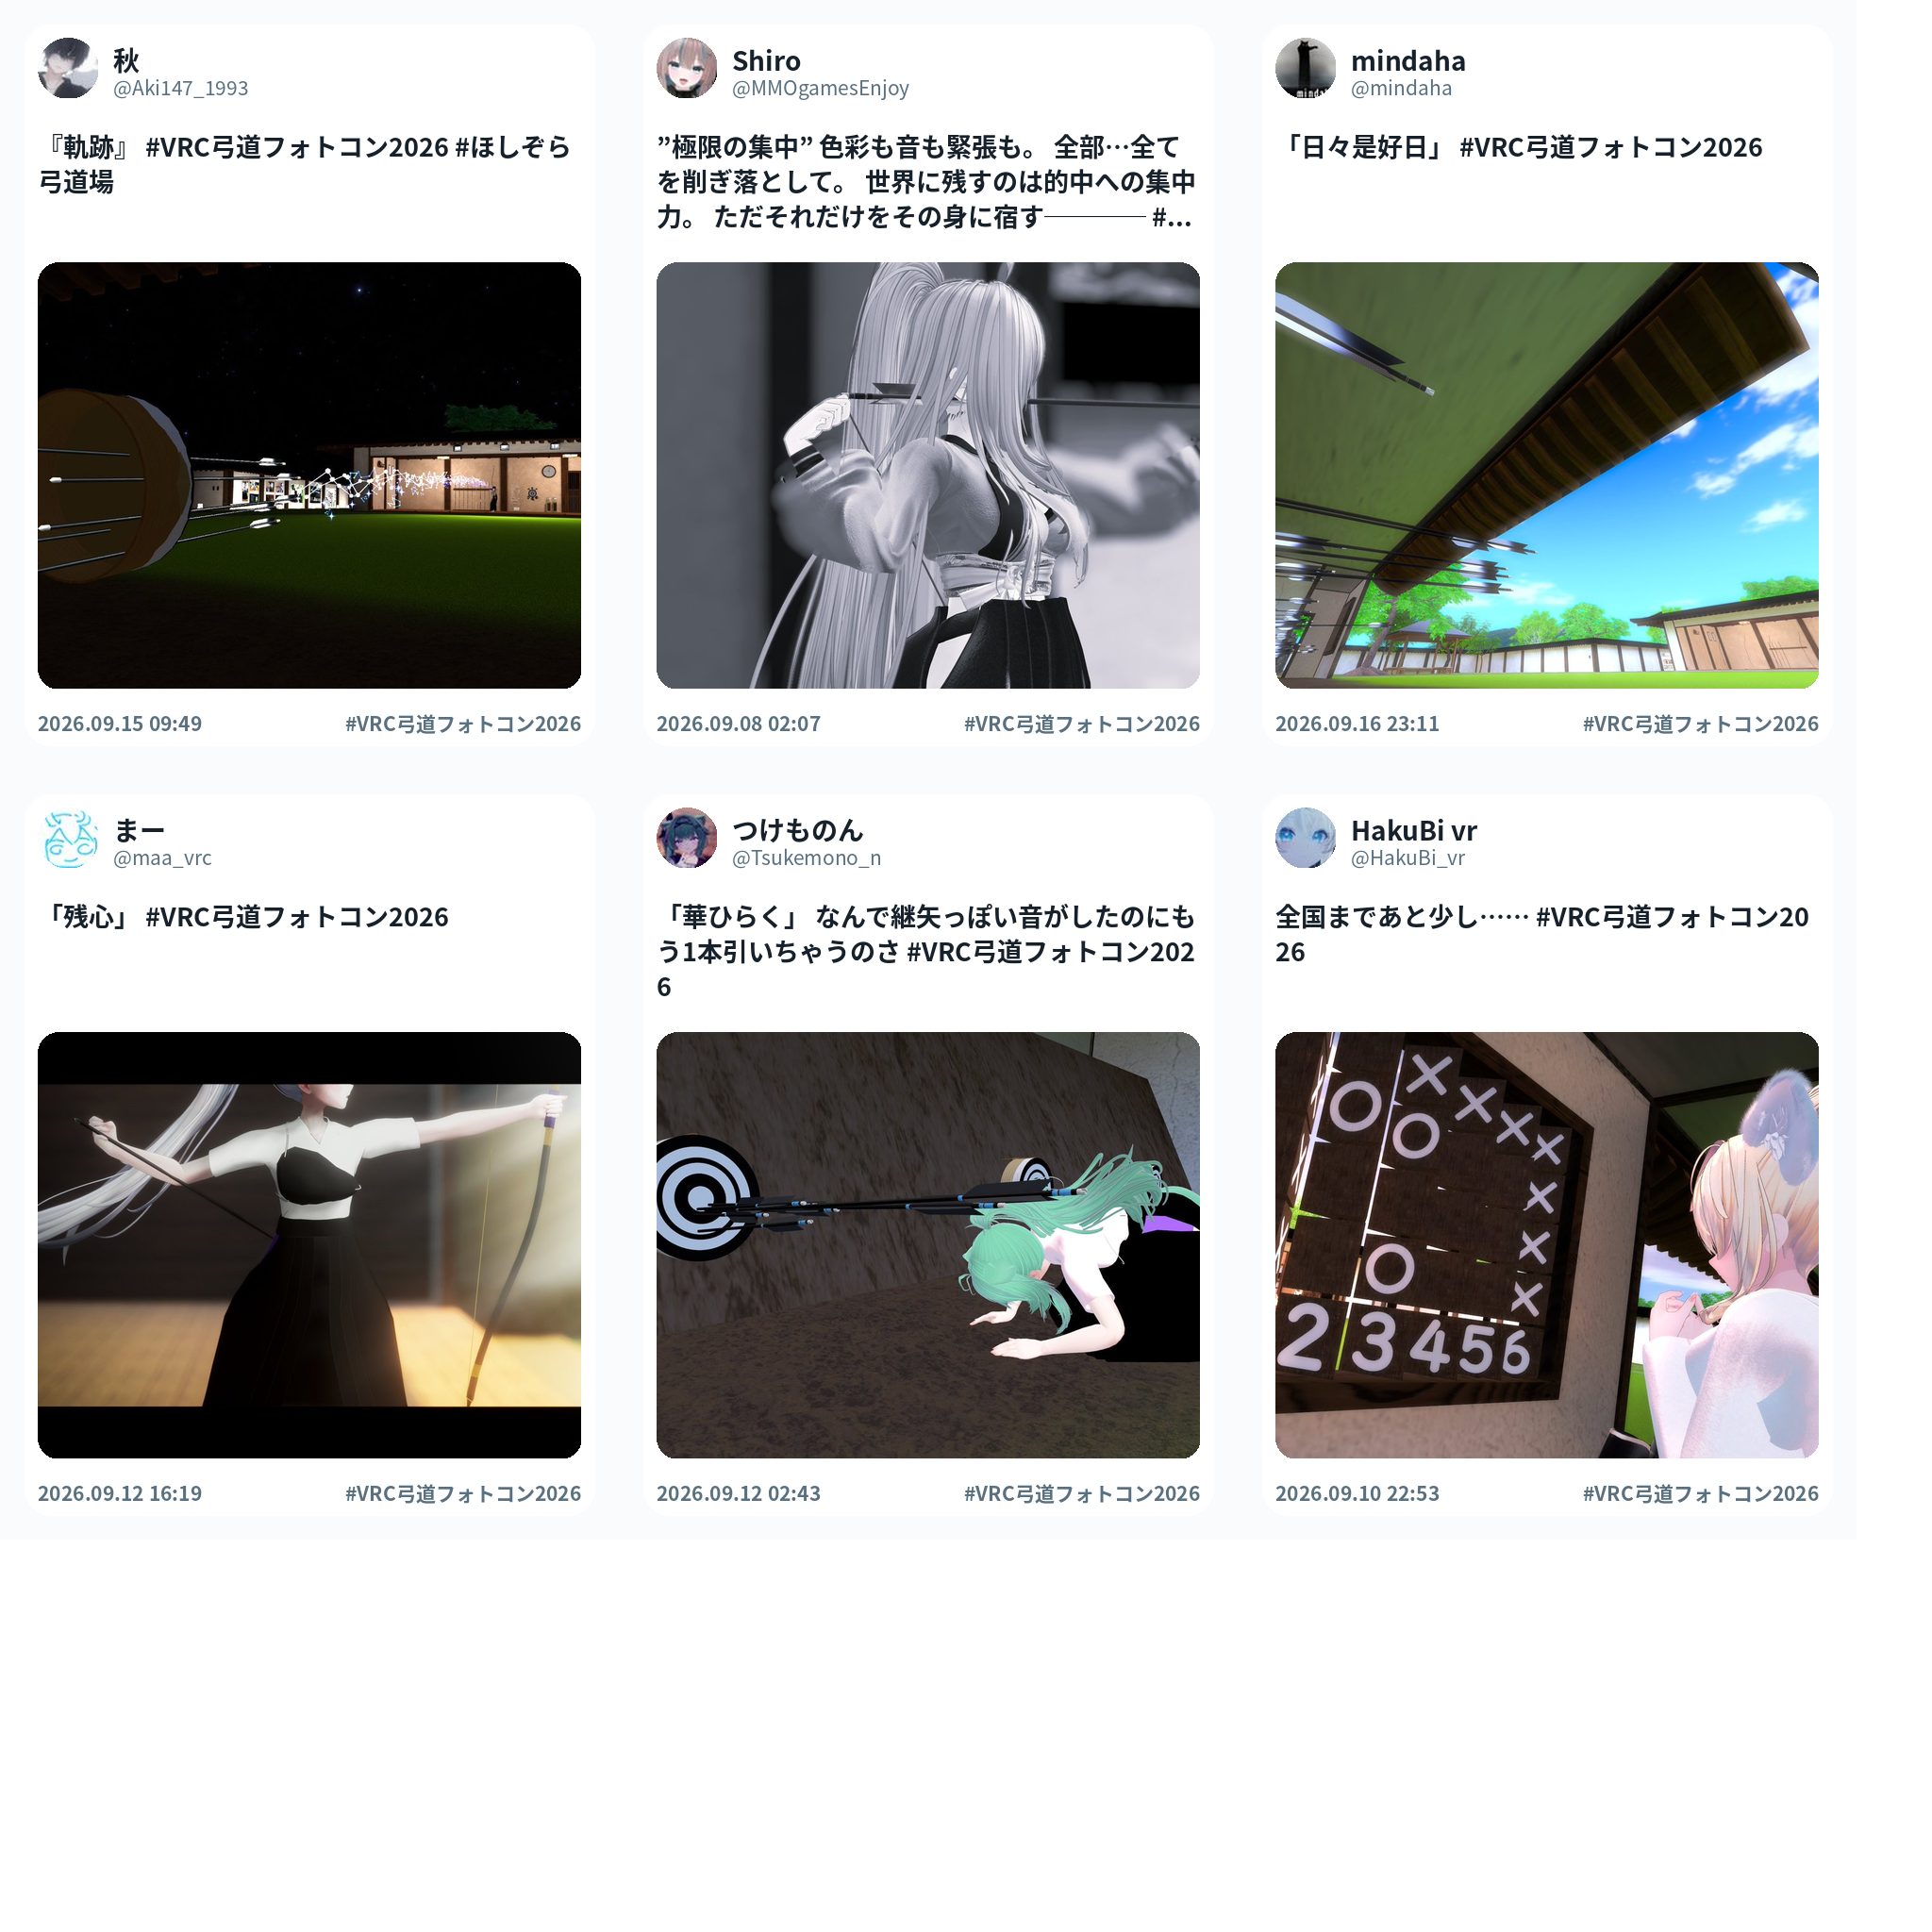 秋
@Aki147_1993
『軌跡』 #VRC弓道フォトコン2026 #ほしぞら
弓道場
2026.09.15 09:49 #VRC弓道フォトコン2026
Shiro
@MMOgamesEnjoy
”極限の集中” 色彩も音も緊張も。 全部…全て
を削ぎ落として。 世界に残すのは的中への集中
力。 ただそれだけをその身に宿す──── #...
2026.09.08 02:07 #VRC弓道フォトコン2026
mindaha
@mindaha
「日々是好日」 #VRC弓道フォトコン2026
2026.09.16 23:11 #VRC弓道フォトコン2026
まー
@maa_vrc
「残心」 #VRC弓道フォトコン2026
2026.09.12 16:19 #VRC弓道フォトコン2026
つけものん
@Tsukemono_n
「華ひらく」 なんで継矢っぽい音がしたのにも
う1本引いちゃうのさ #VRC弓道フォトコン202
6
2026.09.12 02:43 #VRC弓道フォトコン2026
HakuBi vr
@HakuBi_vr
全国まであと少し…… #VRC弓道フォトコン20
26
2 3 4 5 6
2026.09.10 22:53 #VRC弓道フォトコン2026